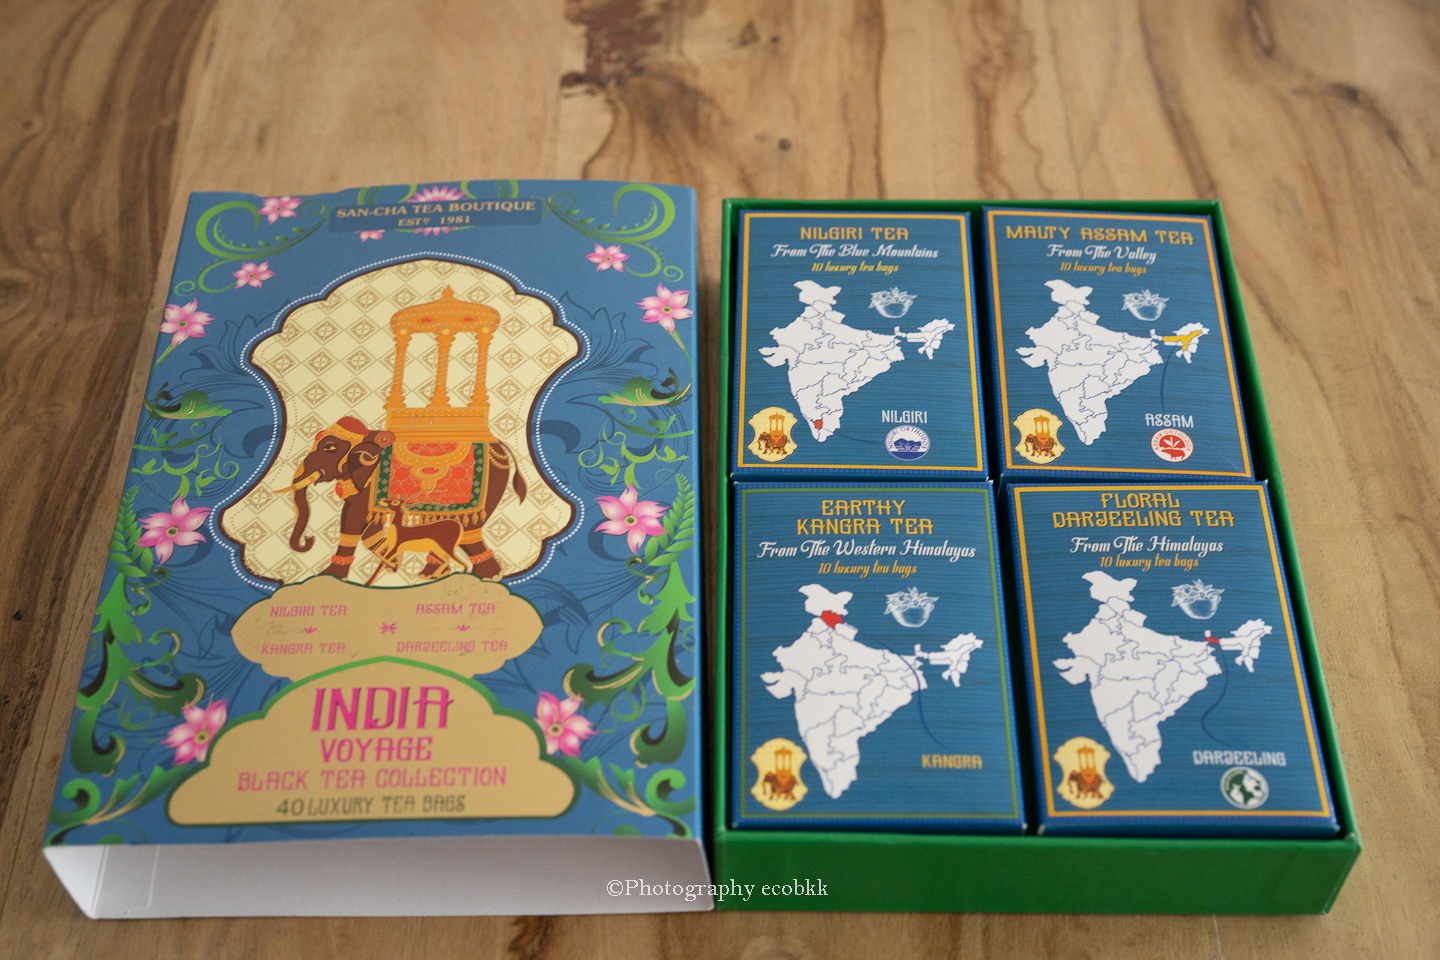 SAN-CHA TEA BOUTIQUE
ESTD 1981
NILGIRI TEA
ASSAM TEA
KANGRA TEA
DARJEELING TEA
INDIA
VOYAGE
BLACK TEA COLLECTION
40 LUXURY TEA BAGS
NILGIRI TEA
From The Blue Mountains
10 luxury tea bags
NILGIRI
MALTY ASSAM TEA
From The Valley
10 luxury tea bags
ASSAM
EARTHY
KANGRA TEA
From The Western Himalayas
10 luxury tea bags
KANGRA
FLORAL
DARJEELING TEA
From The Himalayas
10 luxury tea bags
DARJEELING
©Photography ecobkk